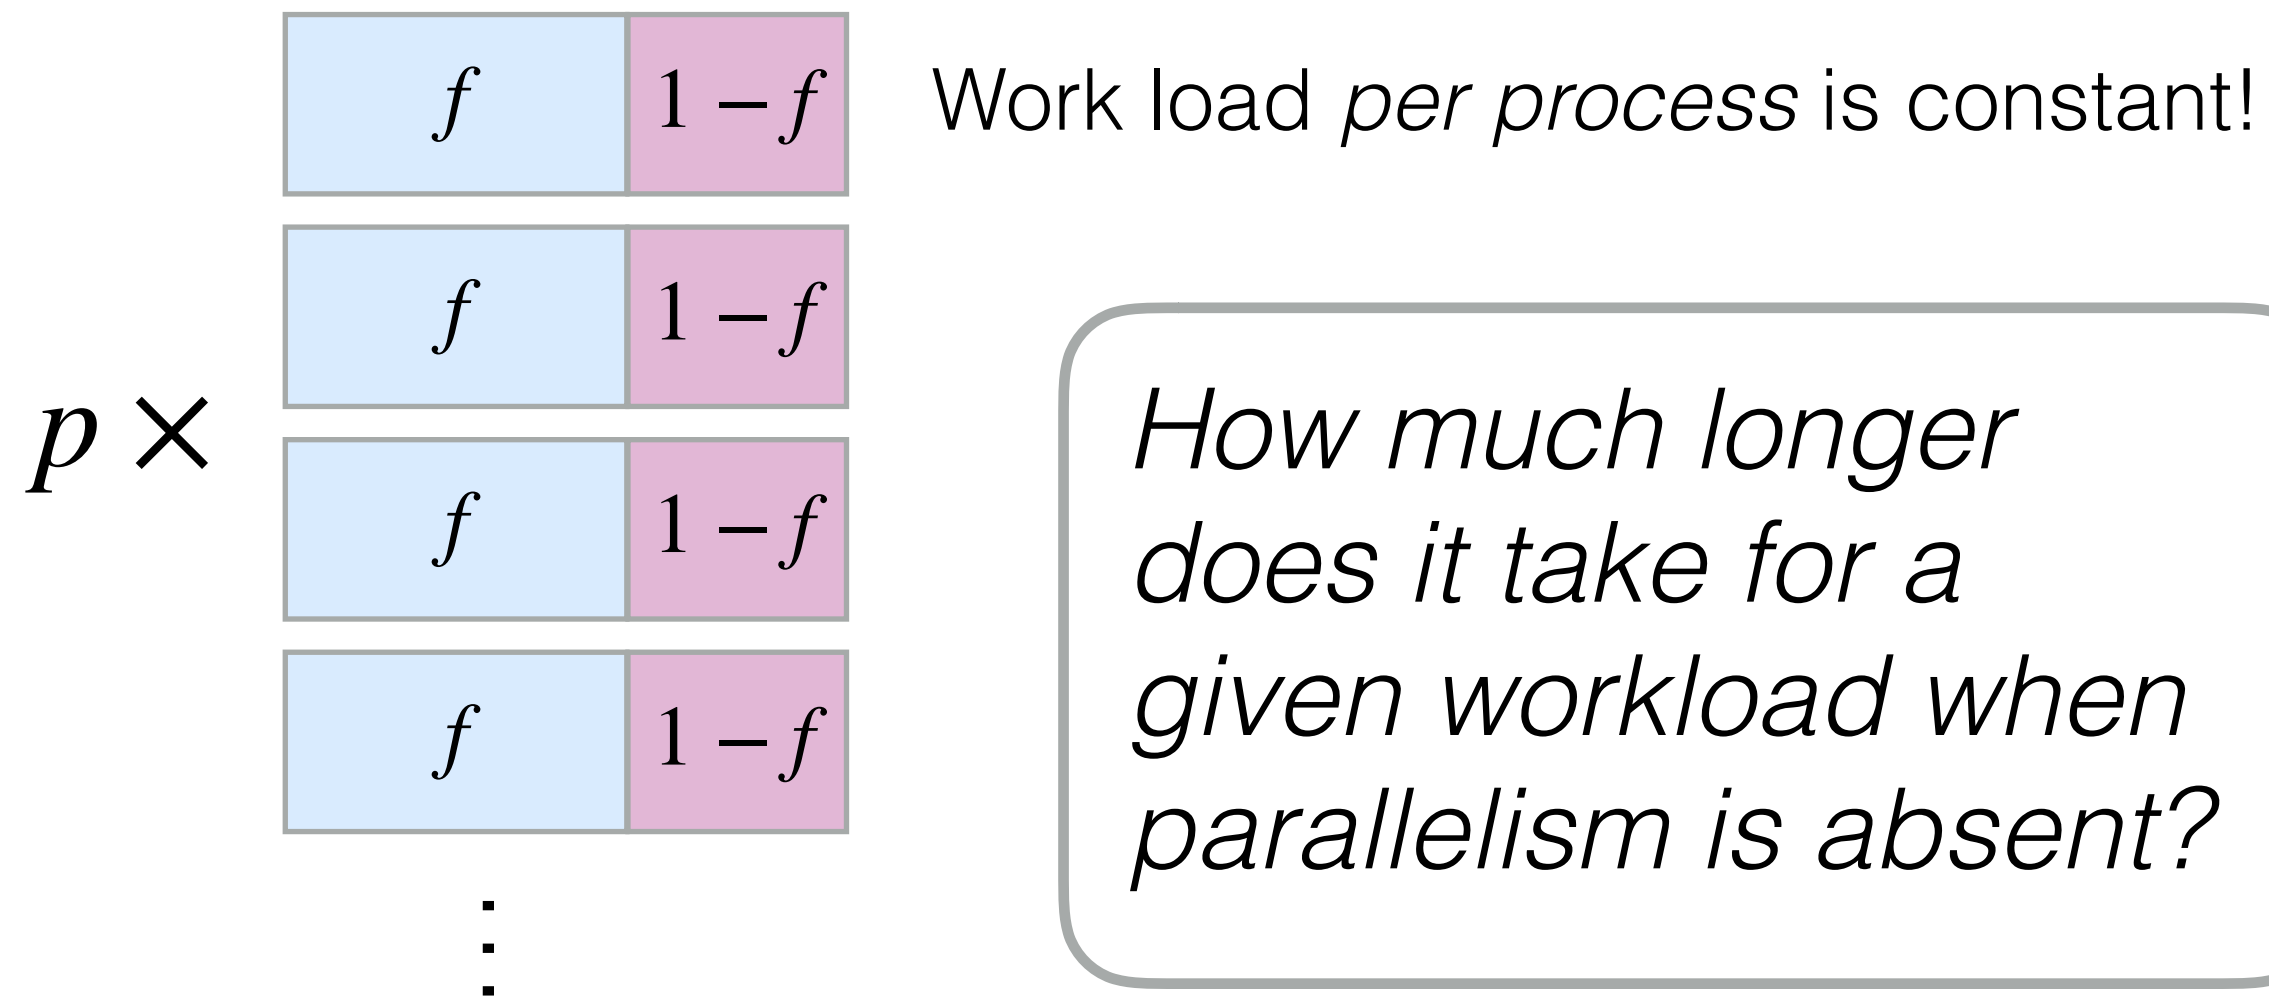 f 1 − f
Work load per process is constant!
f 1 − f
p ×
f 1 − f
f 1 − f
⋮
How much longer
does it take for a
given workload when
parallelism is absent?